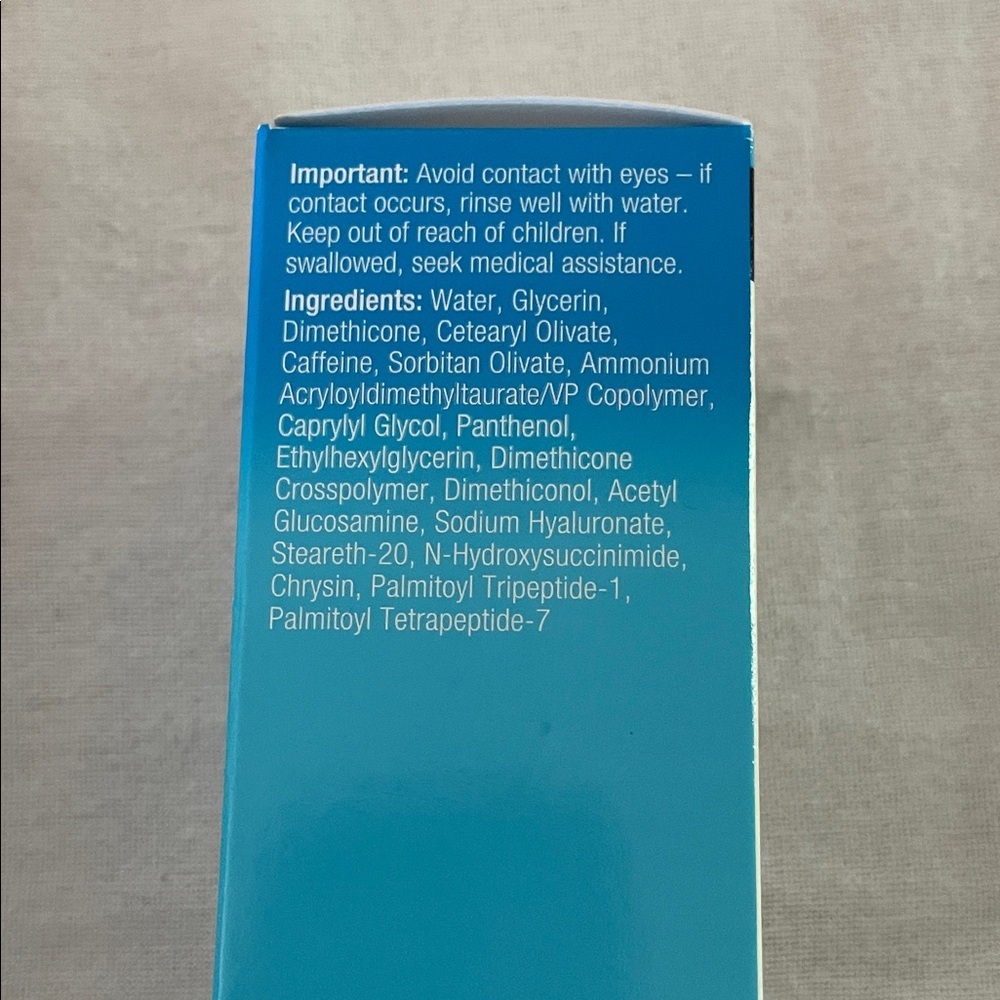 Important: Avoid contact with eyes – if
contact occurs, rinse well with water.
Keep out of reach of children. If
swallowed, seek medical assistance.
Ingredients: Water, Glycerin,
Dimethicone, Cetearyl Olivate,
Caffeine, Sorbitan Olivate, Ammonium
Acryloyldimethyltaurate/VP Copolymer,
Caprylyl Glycol, Panthenol,
Ethylhexylglycerin, Dimethicone
Crosspolymer, Dimethiconol, Acetyl
Glucosamine, Sodium Hyaluronate,
Steareth-20, N-Hydroxysuccinimide,
Chrysin, Palmitoyl Tripeptide-1,
Palmitoyl Tetrapeptide-7